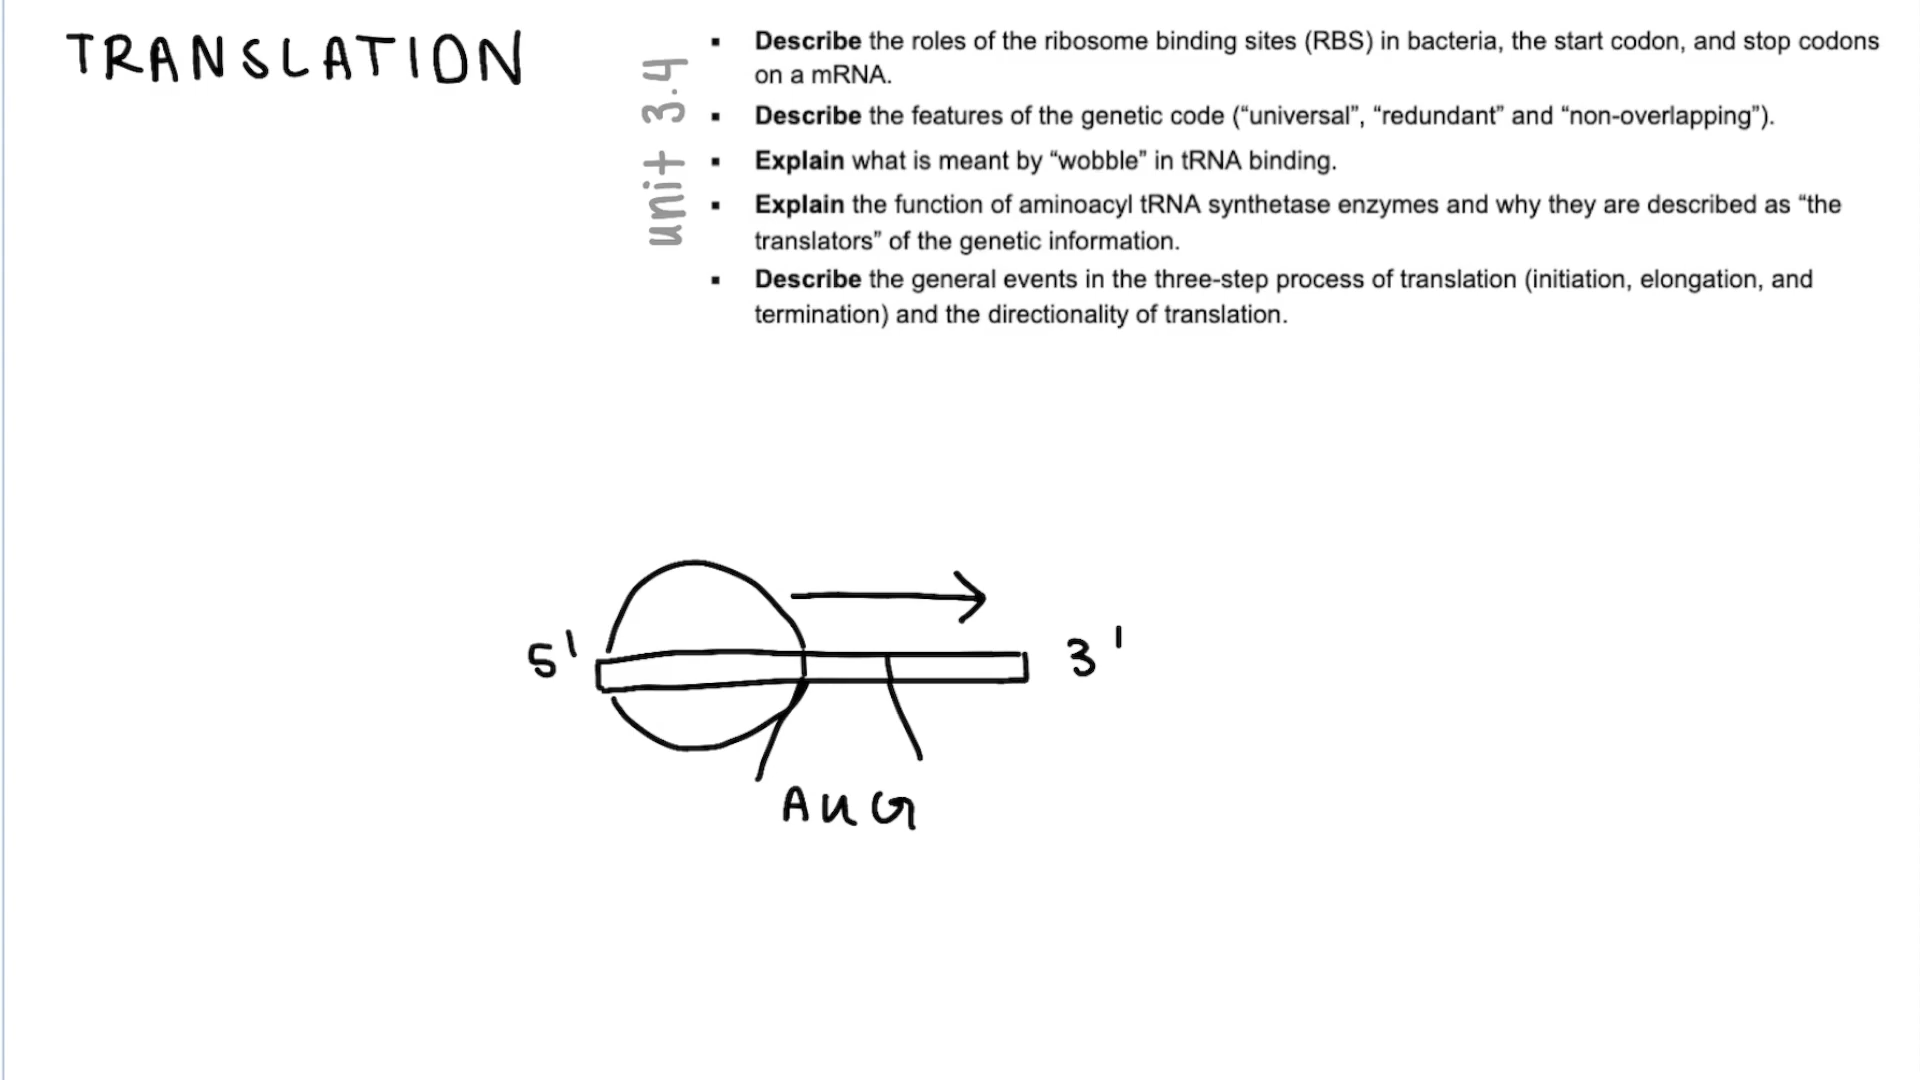 TRANSLATION
unit 3.4
▪ Describe the roles of the ribosome binding sites (RBS) in bacteria, the start codon, and stop codons
on a mRNA.
▪ Describe the features of the genetic code (“universal”, “redundant” and “non-overlapping”).
▪ Explain what is meant by “wobble” in tRNA binding.
▪ Explain the function of aminoacyl tRNA synthetase enzymes and why they are described as “the
translators” of the genetic information.
▪ Describe the general events in the three-step process of translation (initiation, elongation, and
termination) and the directionality of translation.
5' 3'
AUG